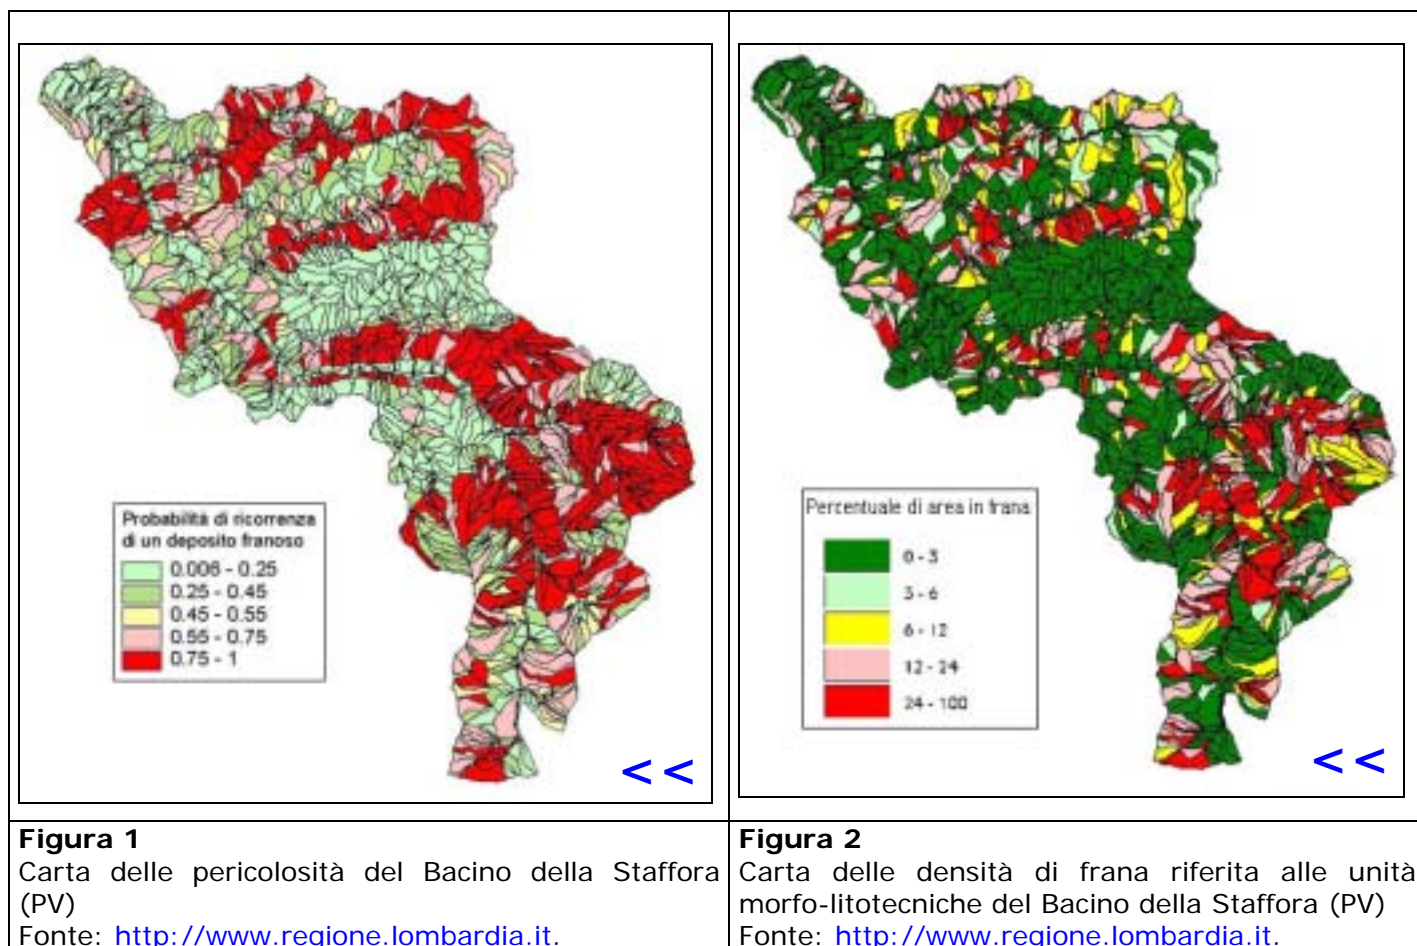 Probabilità di ricorrenza
di un deposito franoso
0.006 - 0.25
0.25 - 0.45
0.45 - 0.55
0.55 - 0.75
0.75 - 1
<<
Percentuale di area in frana
0 - 3
3 - 6
6 - 12
12 - 24
24 - 100
<<
Figura 1
Carta delle pericolosità del Bacino della Staffora
(PV)
Fonte: http://www.regione.lombardia.it.
Figura 2
Carta delle densità di frana riferita alle unità
morfo-litotecniche del Bacino della Staffora (PV)
Fonte: http://www.regione.lombardia.it.